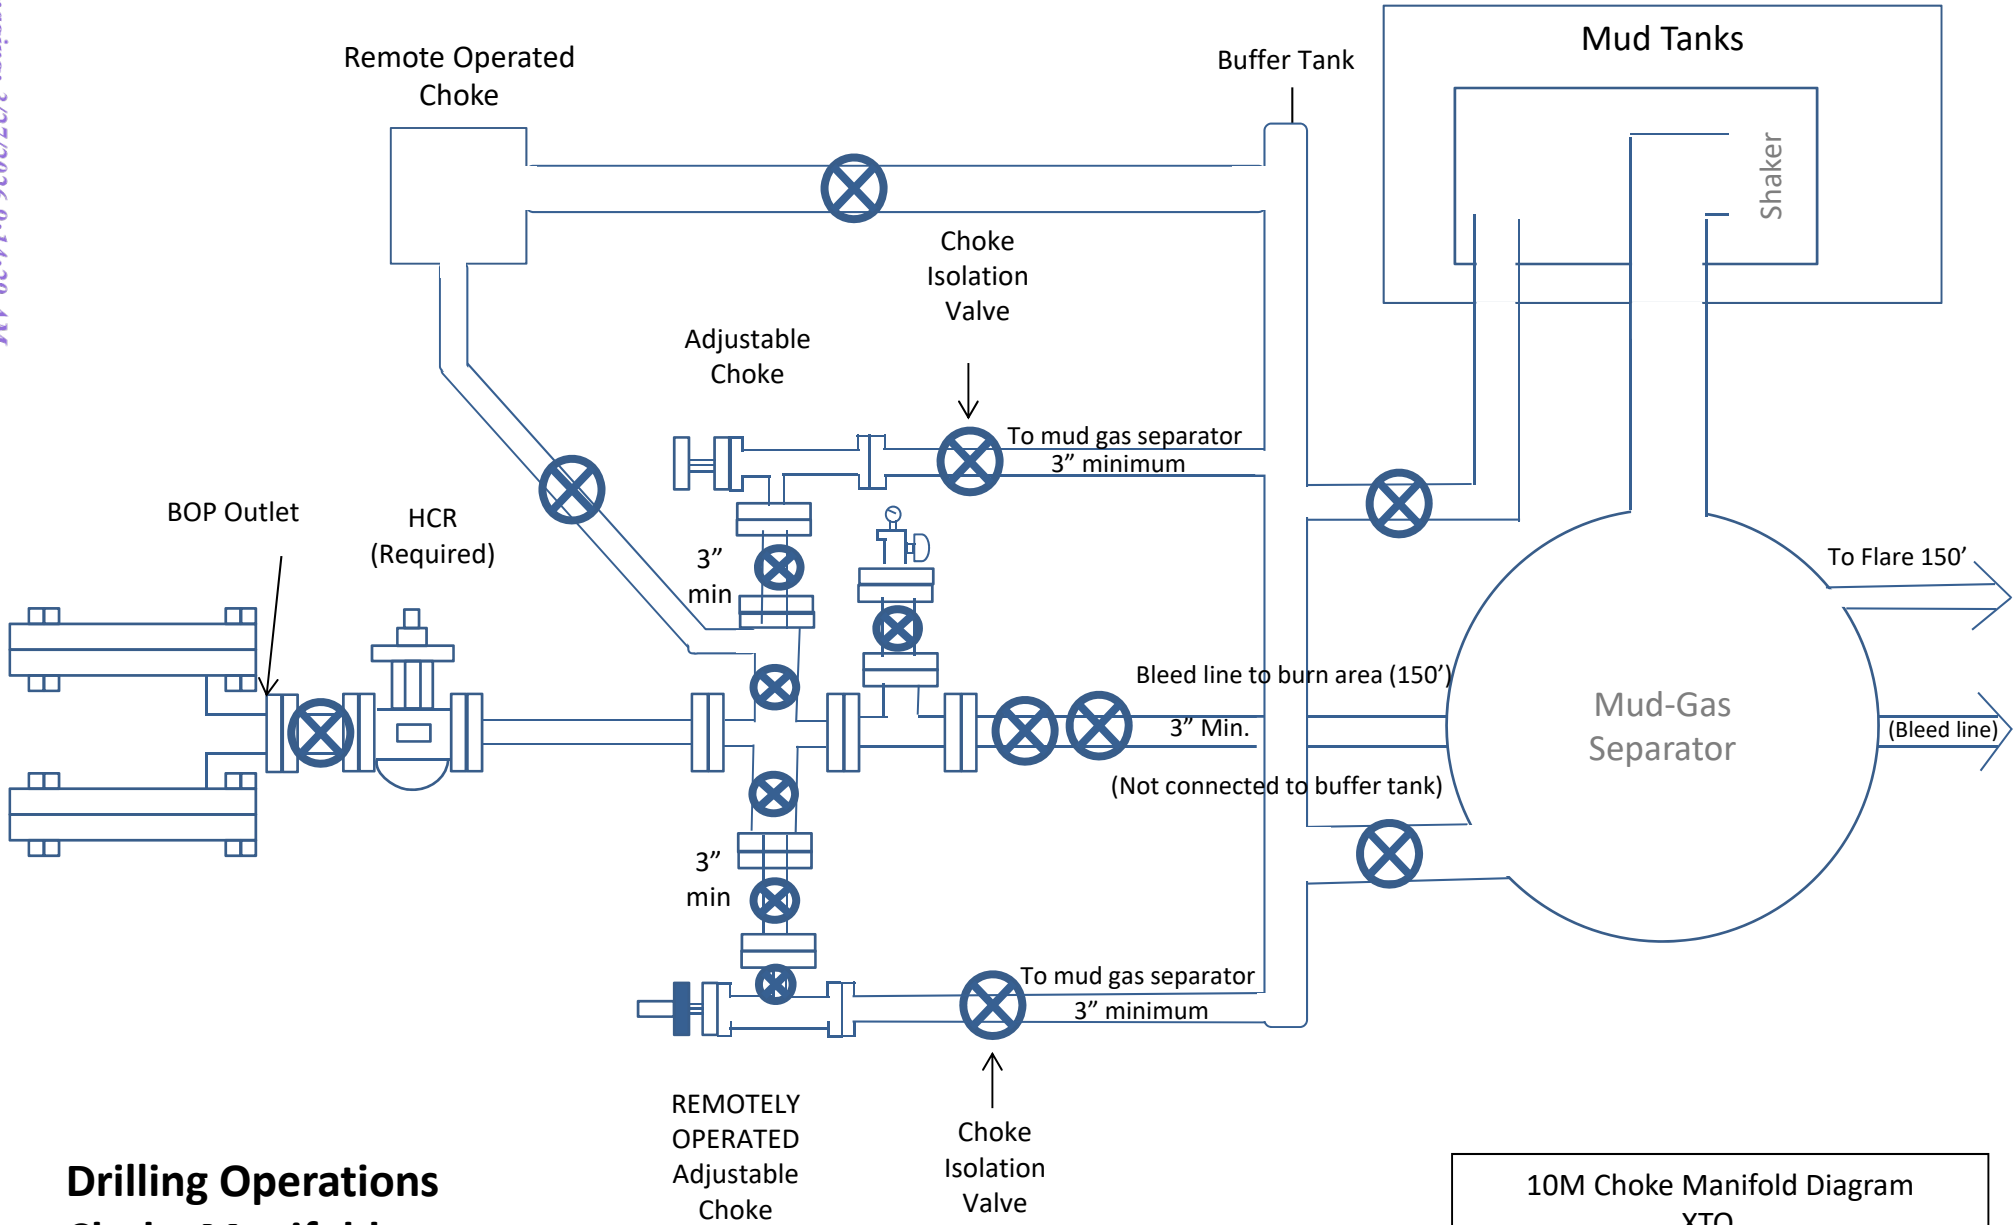 Mud Tanks
Remote Operated
Choke
Buffer Tank
Shaker
Choke
Isolation
Valve
Adjustable
Choke
To mud gas separator
3” minimum
BOP Outlet
HCR
(Required)
3”
min
To Flare 150’
Bleed line to burn area (150’)
3” Min.
Mud-Gas
Separator
(Bleed line)
(Not connected to buffer tank)
3”
min
To mud gas separator
3” minimum
REMOTELY
OPERATED
Adjustable
Choke
Choke
Isolation
Valve
Drilling Operations
10M Choke Manifold Diagram
XTO